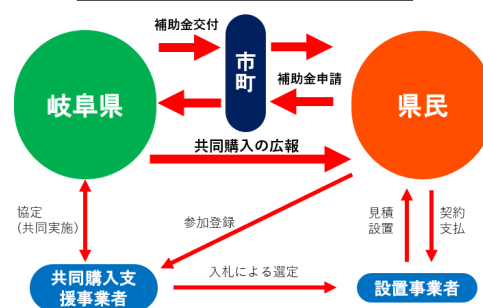 補助金交付
市
町
岐阜県
県民
補助金申請
共同購入の広報
協定
(共同実施)
参加登録
見積
設置
契約
支払
共同購入支
援事業者
入札による選定
設置事業者